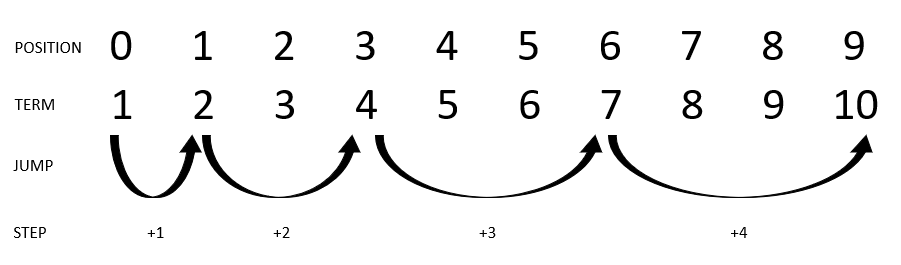 POSITION 0 1 2 3 4 5 6 7 8 9
TERM 1 2 3 4 5 6 7 8 9 10
JUMP
STEP +1 +2 +3 +4